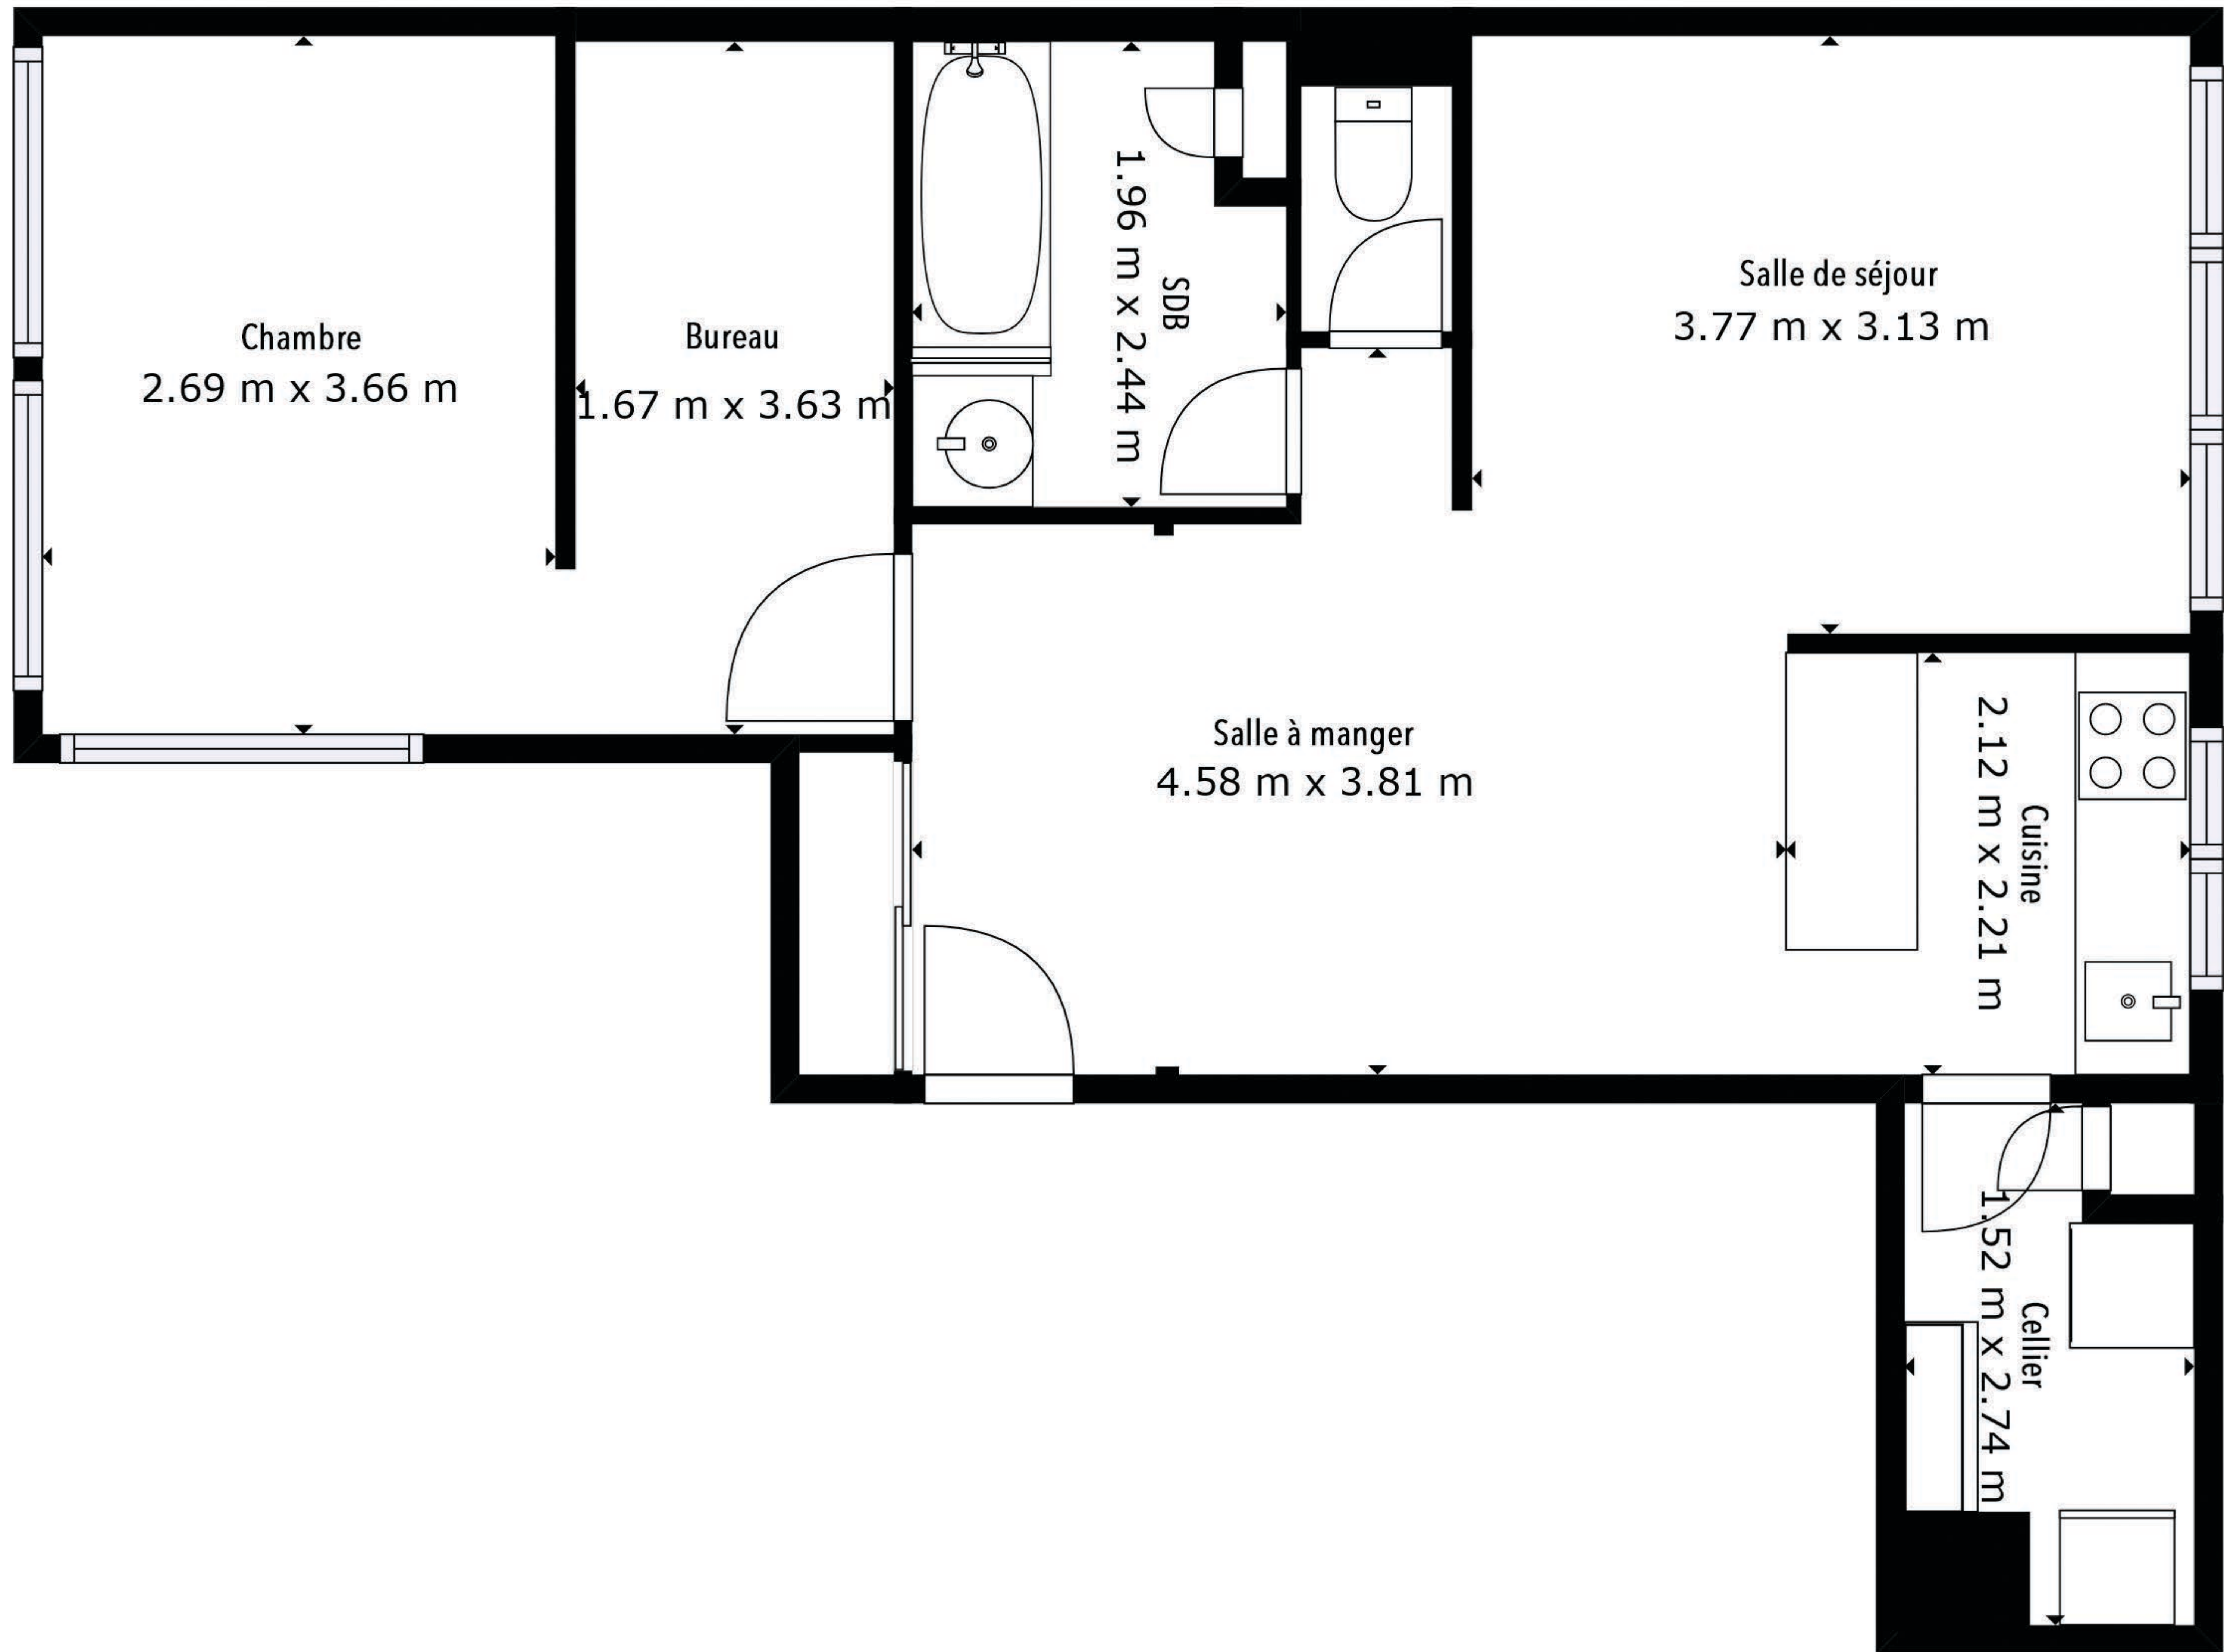 Chambre
2.69 m x 3.66 m
Bureau
1.67 m x 3.63 m
SDB
1.96 m x 2.44 m
Salle de séjour
3.77 m x 3.13 m
Salle à manger
4.58 m x 3.81 m
Cuisine
2.12 m x 2.21 m
Cellier
1.52 m x 2.74 m